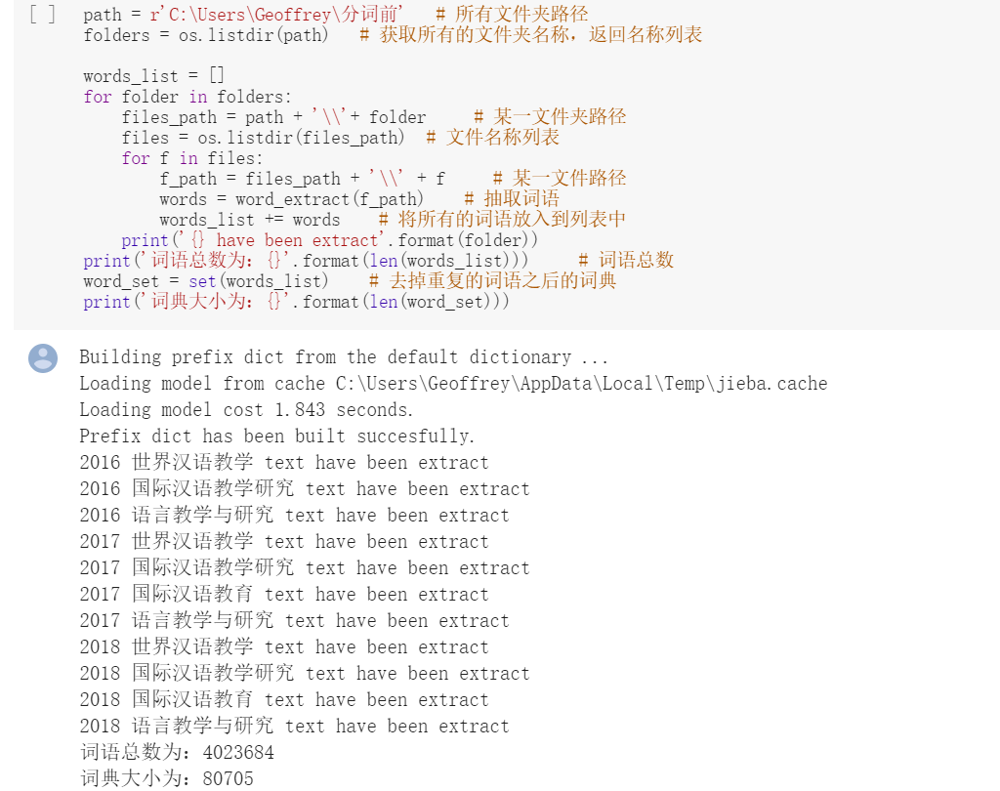 [ ] path = r'C:\Users\Geoffrey\分词前' # 所有文件夹路径
folders = os.listdir(path) # 获取所有的文件夹名称，返回名称列表
words_list = []
for folder in folders:
files_path = path + '\\'+ folder # 某一文件夹路径
files = os.listdir(files_path) # 文件名称列表
for f in files:
f_path = files_path + '\\' + f # 某一文件路径
words = word_extract(f_path) # 抽取词语
words_list += words # 将所有的词语放入到列表中
print('{} have been extract'.format(folder))
print('词语总数为：{}'.format(len(words_list))) # 词语总数
word_set = set(words_list) # 去掉重复的词语之后的词典
print('词典大小为：{}'.format(len(word_set)))
Building prefix dict from the default dictionary ...
Loading model from cache C:\Users\Geoffrey\AppData\Local\Temp\jieba.cache
Loading model cost 1.843 seconds.
Prefix dict has been built succesfully.
2016 世界汉语教学 text have been extract
2016 国际汉语教学研究 text have been extract
2016 语言教学与研究 text have been extract
2017 世界汉语教学 text have been extract
2017 国际汉语教学研究 text have been extract
2017 国际汉语教育 text have been extract
2017 语言教学与研究 text have been extract
2018 世界汉语教学 text have been extract
2018 国际汉语教学研究 text have been extract
2018 国际汉语教育 text have been extract
2018 语言教学与研究 text have been extract
词语总数为：4023684
词典大小为：80705